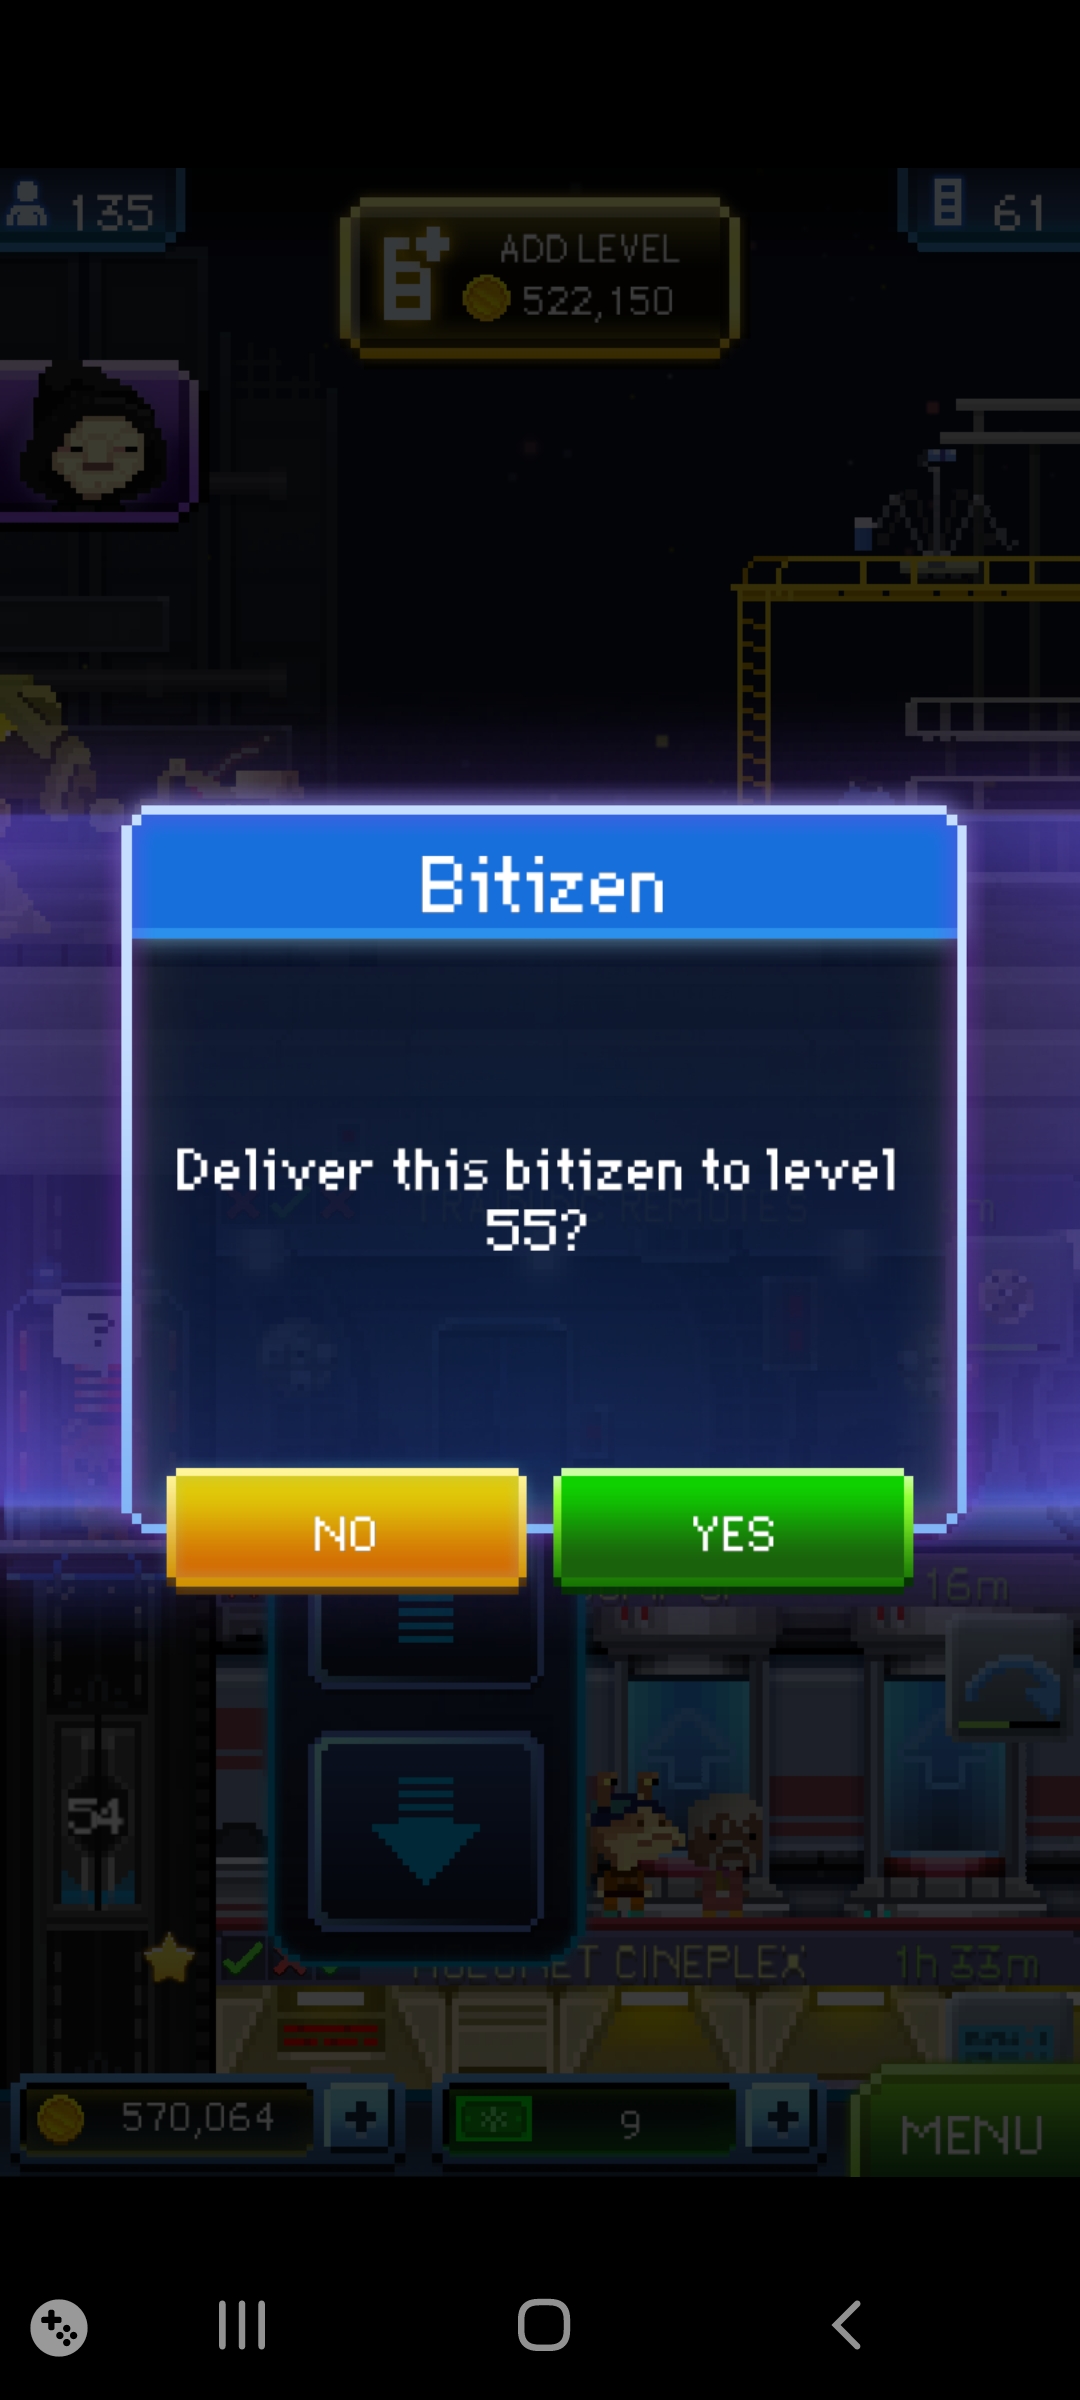 135
61
ADD LEVEL
522,150
Bitizen
Deliver this bitizen to level
55?
REMOTES
?
NO
YES
16m
54
CINEPLEX
1h 33m
570,064
9
MENU